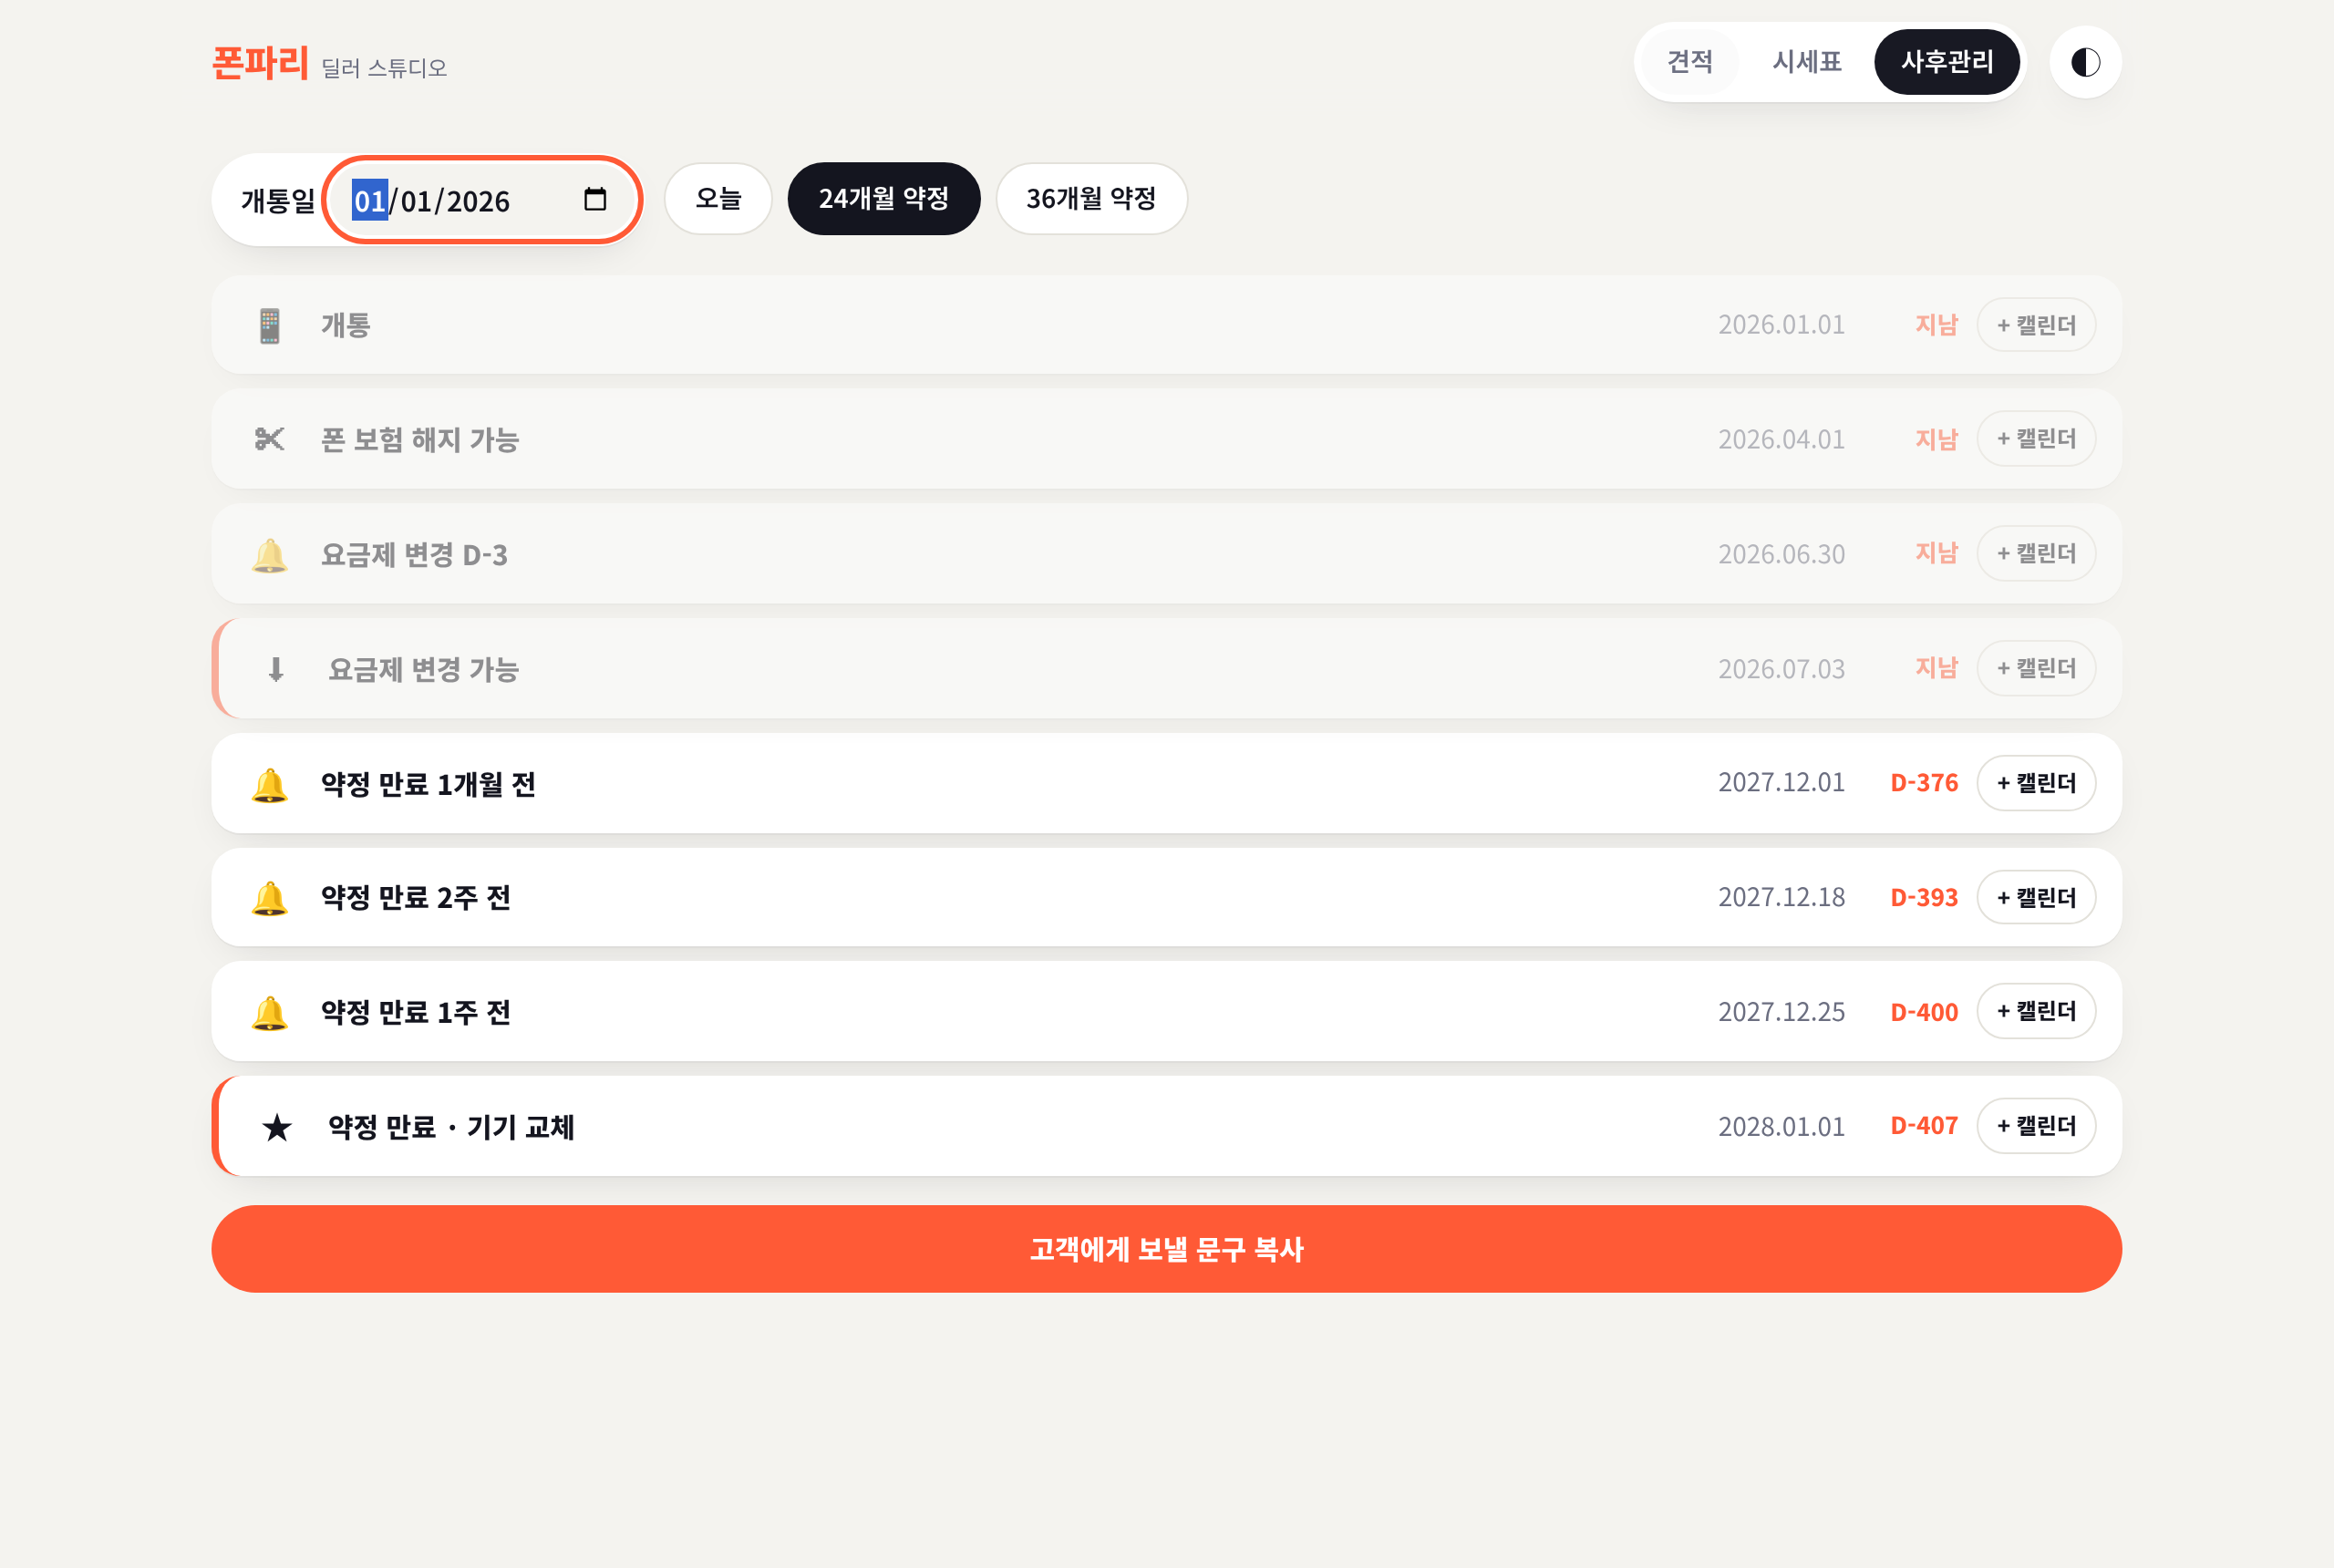 폰파리 딜러 스튜디오
견적 시세표 사후관리
개통일 01/01/2026 오늘 24개월 약정 36개월 약정
개통 2026.01.01 지남 + 캘린더
폰 보험 해지 가능 2026.04.01 지남 + 캘린더
요금제 변경 D-3 2026.06.30 지남 + 캘린더
요금제 변경 가능 2026.07.03 지남 + 캘린더
약정 만료 1개월 전 2027.12.01 D-376 + 캘린더
약정 만료 2주 전 2027.12.18 D-393 + 캘린더
약정 만료 1주 전 2027.12.25 D-400 + 캘린더
약정 만료 · 기기 교체 2028.01.01 D-407 + 캘린더
고객에게 보낼 문구 복사